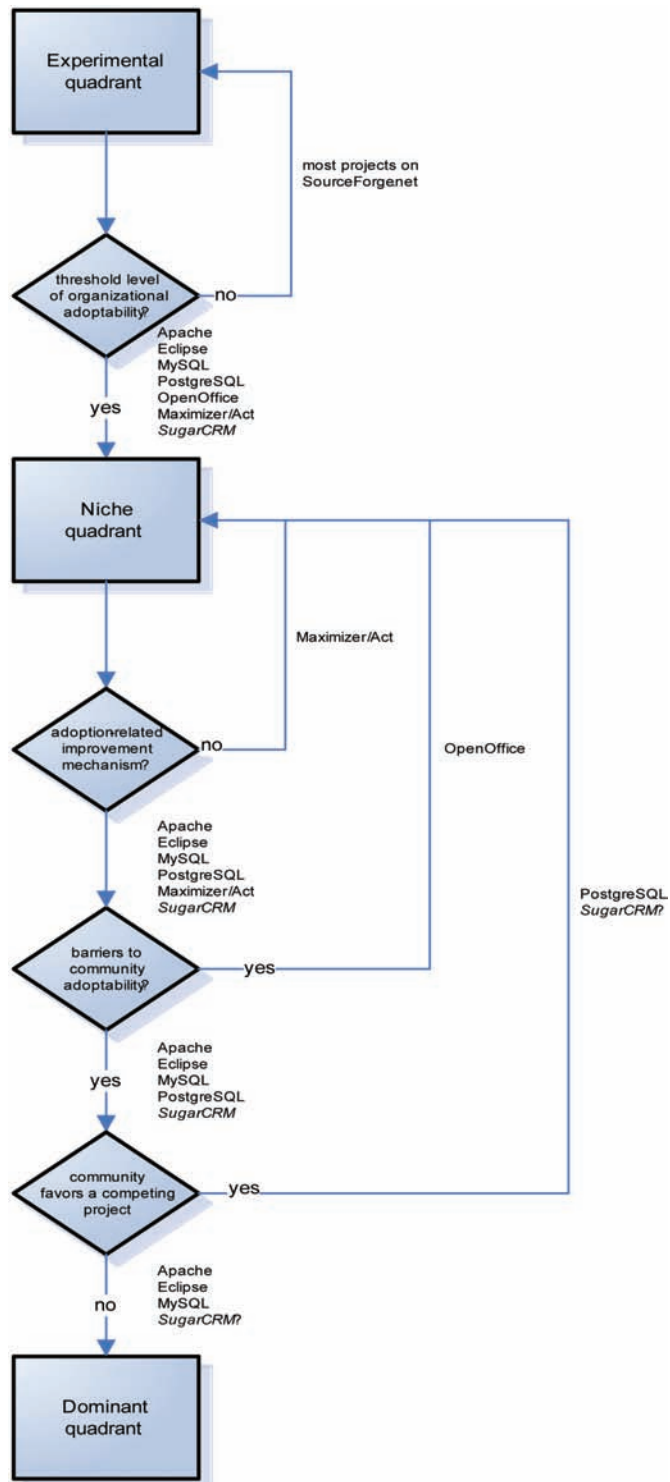 Experimental
quadrant
most projects on
SourceForge.net
threshold level
of organizational
adoptability?
no
Apache
Eclipse
MySQL
PostgreSQL
OpenOffice
Maximizer/Act
SugarCRM
yes
Niche
quadrant
Maximizer/Act
OpenOffice
adoption-related
improvement
mechanism?
no
Apache
Eclipse
MySQL
PostgreSQL
Maximizer/Act
SugarCRM
PostgreSQL
SugarCRM?
barriers to
community
adoptability?
yes
Apache
Eclipse
MySQL
PostgreSQL
SugarCRM
yes
community
favors a competing
project
yes
Apache
Eclipse
MySQL
SugarCRM?
no
Dominant
quadrant